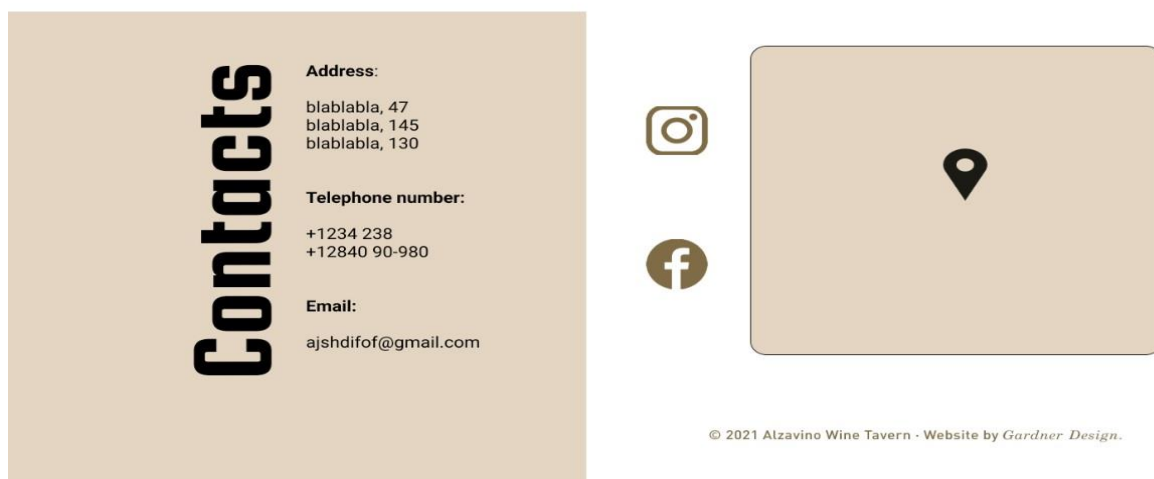 Contacts
Address:
blablabla, 47
blablabla, 145
blablabla, 130
Telephone number:
+1234 238
+12840 90-980
Email:
ajshdifof@gmail.com
© 2021 Alzavino Wine Tavern · Website by Gardner Design.